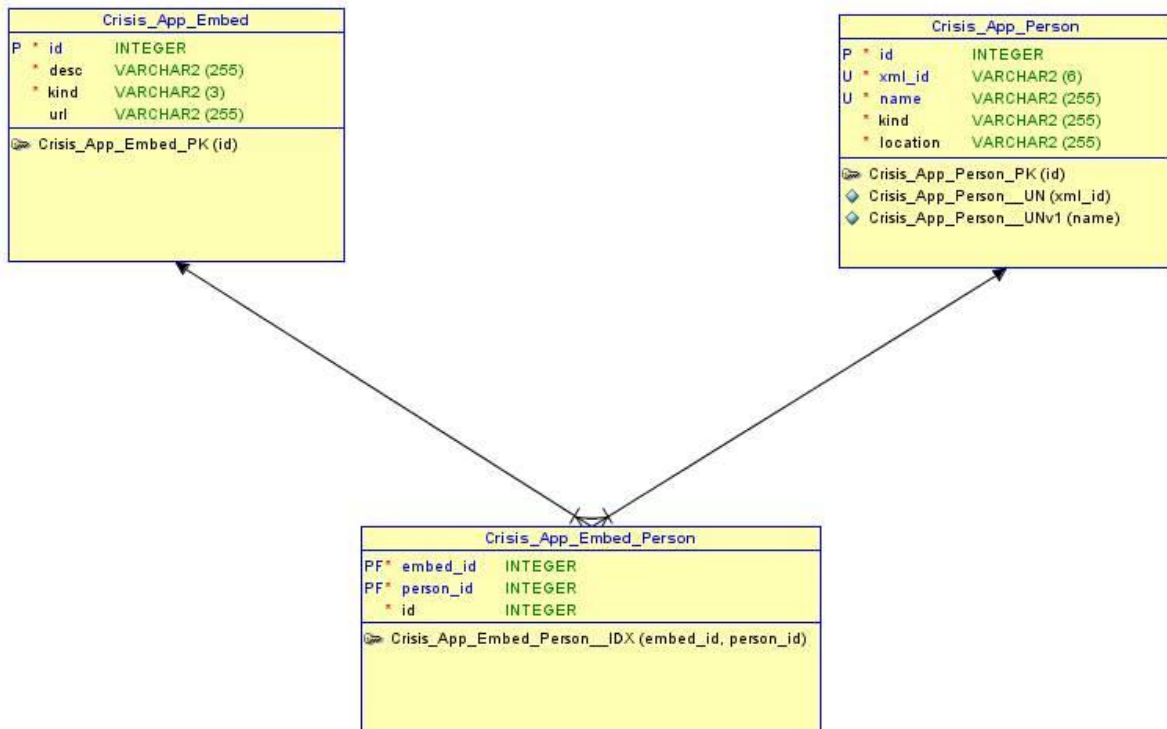 Crisis_App_Embed
P * id INTEGER
* desc VARCHAR2 (255)
* kind VARCHAR2 (3)
url VARCHAR2 (255)
Crisis_App_Embed_PK (id)
Crisis_App_Person
P * id INTEGER
U * xml_id VARCHAR2 (6)
U * name VARCHAR2 (255)
* kind VARCHAR2 (255)
* location VARCHAR2 (255)
Crisis_App_Person_PK (id)
Crisis_App_Person__UN (xml_id)
Crisis_App_Person__UNv1 (name)
Crisis_App_Embed_Person
PF* embed_id INTEGER
PF* person_id INTEGER
* id INTEGER
Crisis_App_Embed_Person__IDX (embed_id, person_id)